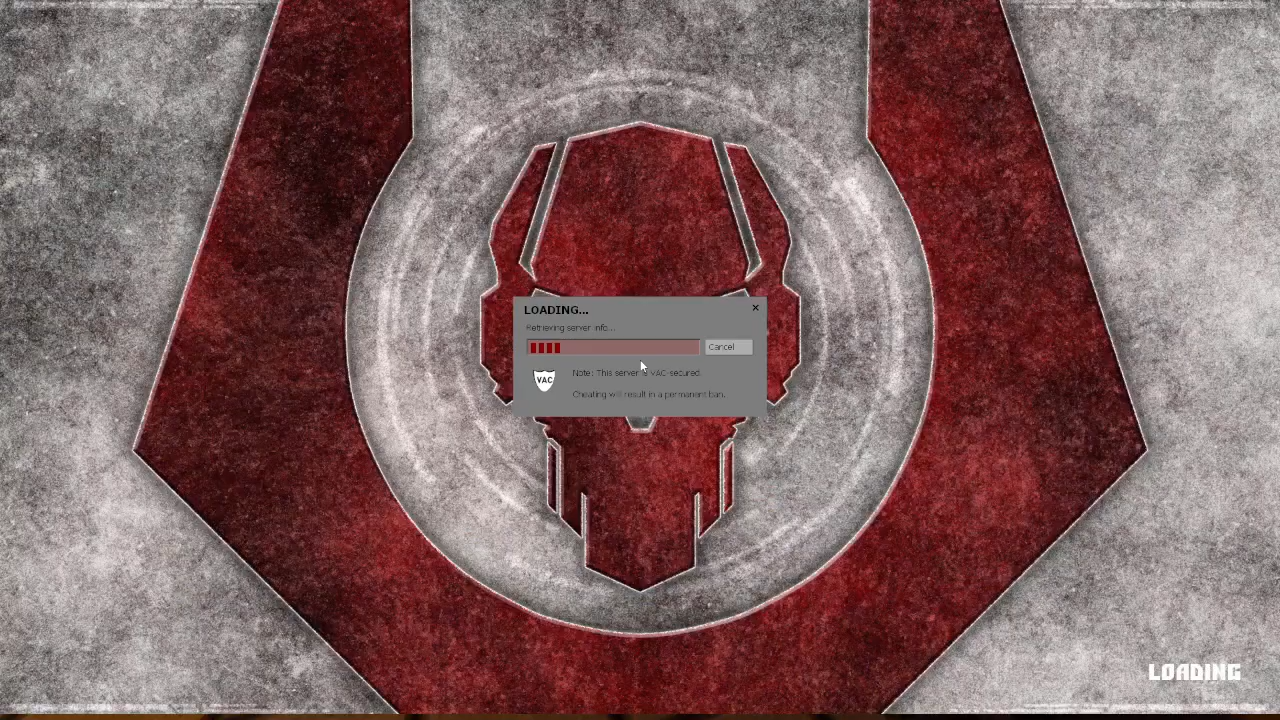 LOADING...
Retrieving server info...
Cancel
VAC
Note: This server is VAC-secured.
Cheating will result in a permanent ban.
LOADING